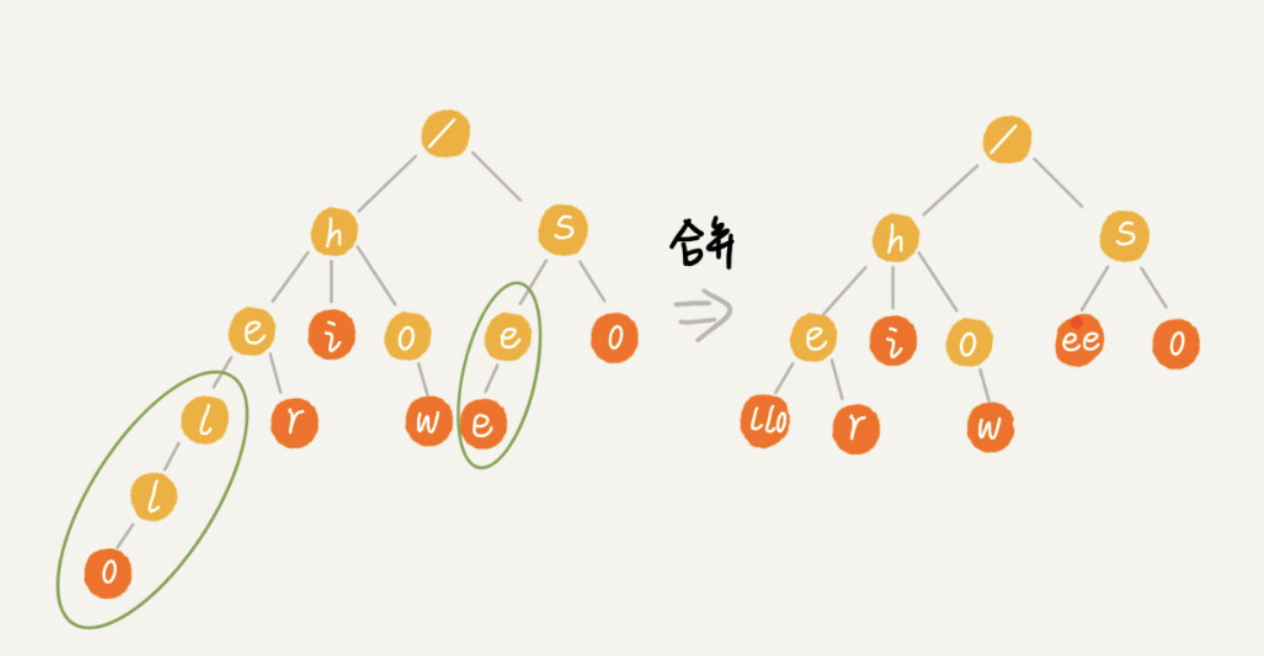 / /
h S 合并 h S
e i o e o e i o ee o
l r w e llo r w
l
o